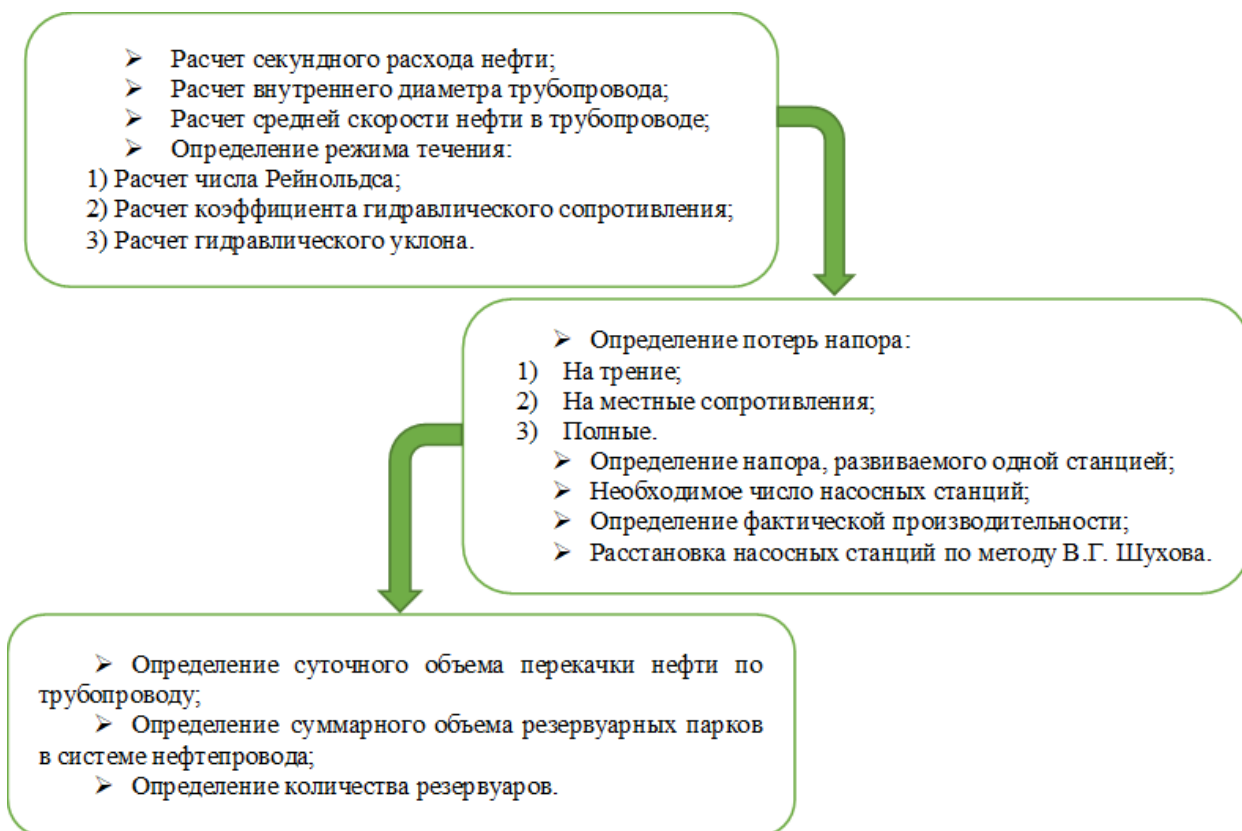 ➢ Расчет секундного расхода нефти;
➢ Расчет внутреннего диаметра трубопровода;
➢ Расчет средней скорости нефти в трубопроводе;
➢ Определение режима течения:
1) Расчет числа Рейнольдса;
2) Расчет коэффициента гидравлического сопротивления;
3) Расчет гидравлического уклона.
➢ Определение потерь напора:
1) На трение;
2) На местные сопротивления;
3) Полные.
➢ Определение напора, развиваемого одной станцией;
➢ Необходимое число насосных станций;
➢ Определение фактической производительности;
➢ Расстановка насосных станций по методу В.Г. Шухова.
➢ Определение суточного объема перекачки нефти по
трубопроводу;
➢ Определение суммарного объема резервуарных парков
в системе нефтепровода;
➢ Определение количества резервуаров.